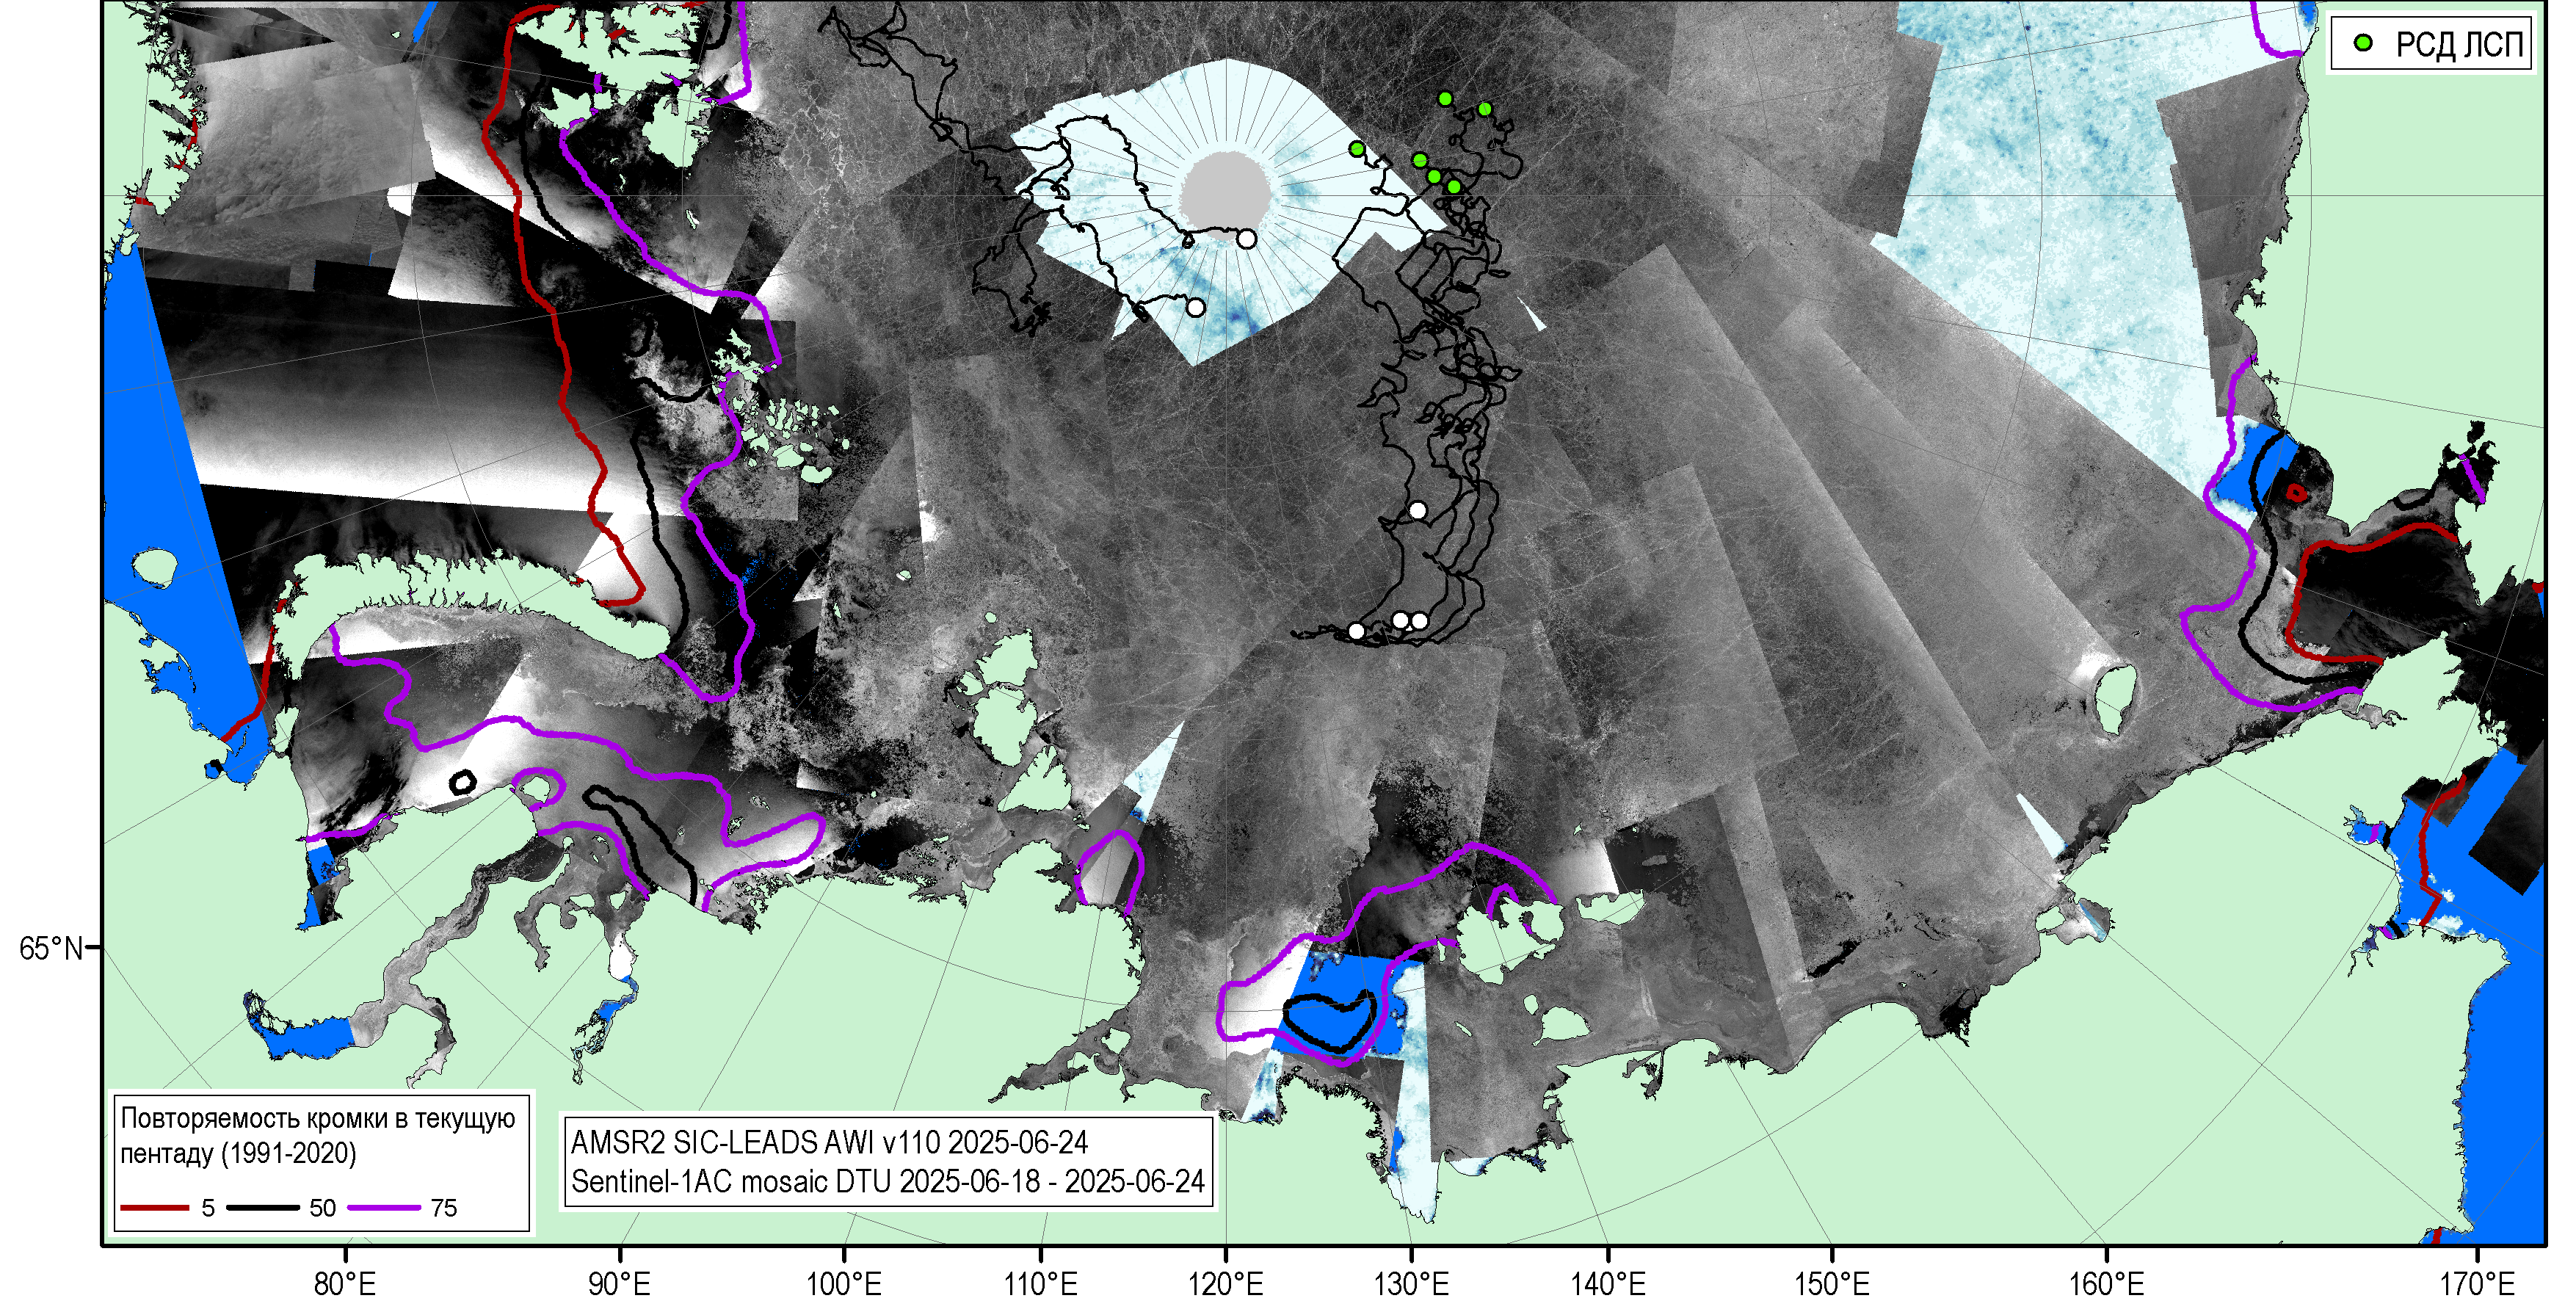 РСД ЛСП
65°N
Повторяемость кромки в текущую
пентаду (1991-2020)
5 50 75
AMSR2 SIC-LEADS AWI v110 2025-06-24
Sentinel-1AC mosaic DTU 2025-06-18 - 2025-06-24
80°E 90°E 100°E 110°E 120°E 130°E 140°E 150°E 160°E 170°E